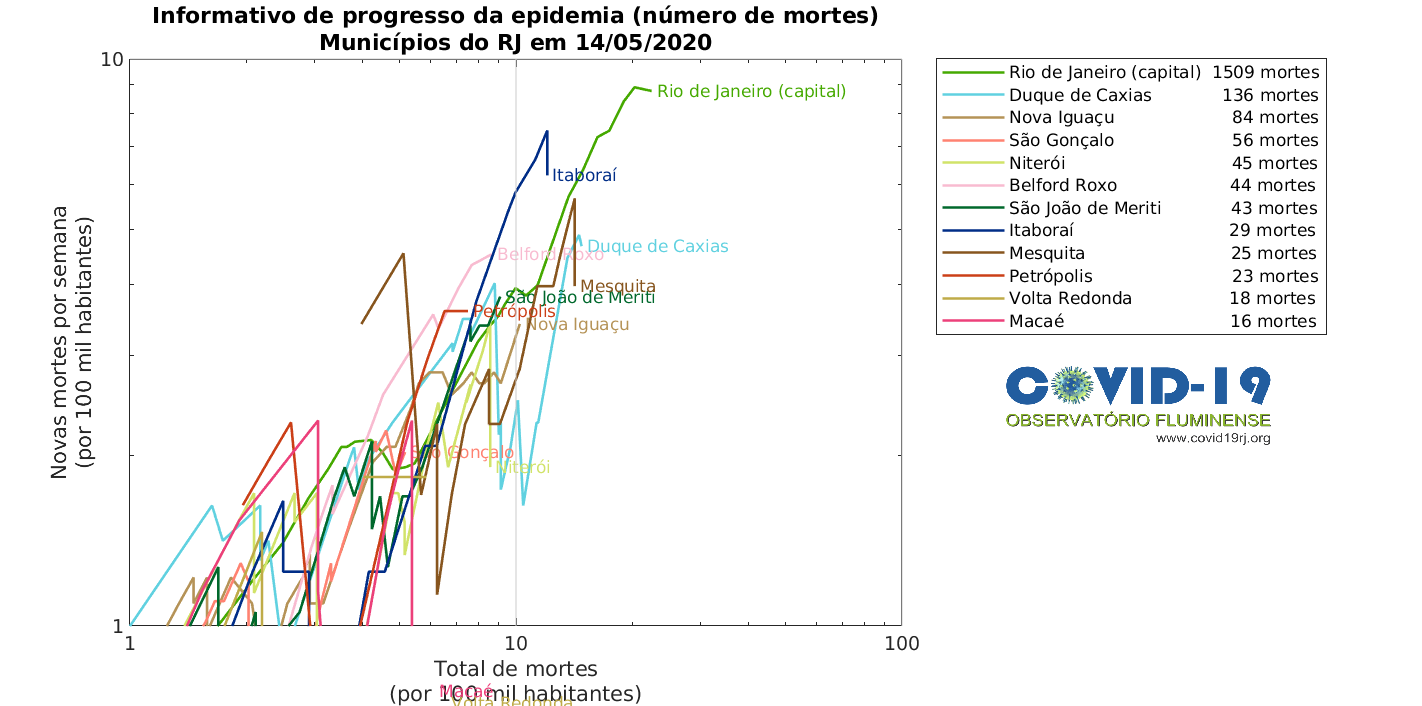 Informativo de progresso da epidemia (número de mortes)
Municípios do RJ em 14/05/2020
Novas mortes por semana
(por 100 mil habitantes)
10
1
1
10
100
Total de mortes
(por 100 mil habitantes)
Rio de Janeiro (capital)
Itaboraí
Duque de Caxias
Belford Roxo
Mesquita
São João de Meriti
Petrópolis
Nova Iguaçu
São Gonçalo
Niterói
Macaé
Volta Redonda
Rio de Janeiro (capital) 1509 mortes
Duque de Caxias 136 mortes
Nova Iguaçu 84 mortes
São Gonçalo 56 mortes
Niterói 45 mortes
Belford Roxo 44 mortes
São João de Meriti 43 mortes
Itaboraí 29 mortes
Mesquita 25 mortes
Petrópolis 23 mortes
Volta Redonda 18 mortes
Macaé 16 mortes
COVID-19
OBSERVATÓRIO FLUMINENSE
www.covid19rj.org